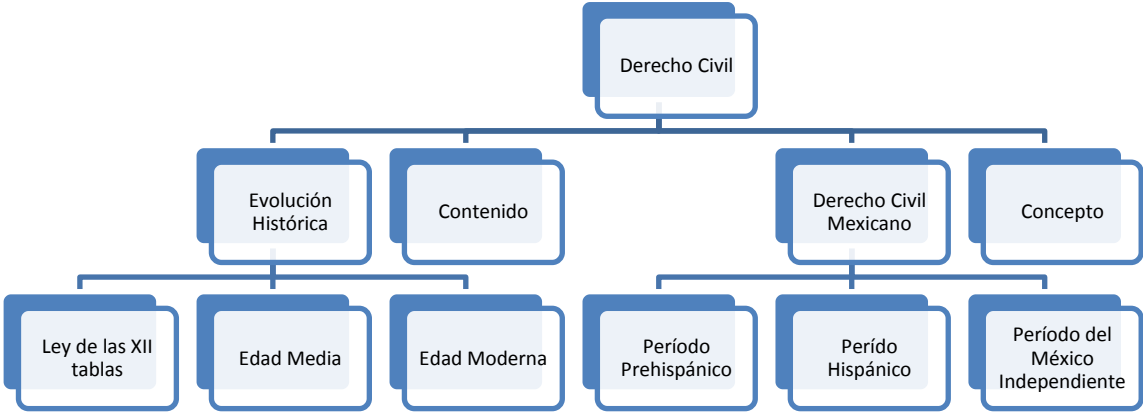 Derecho Civil
Evolución
Histórica
Contenido
Derecho Civil
Mexicano
Concepto
Ley de las XII
tablas
Edad Media
Edad Moderna
Período
Prehispánico
Perído
Hispánico
Período del
México
Independiente